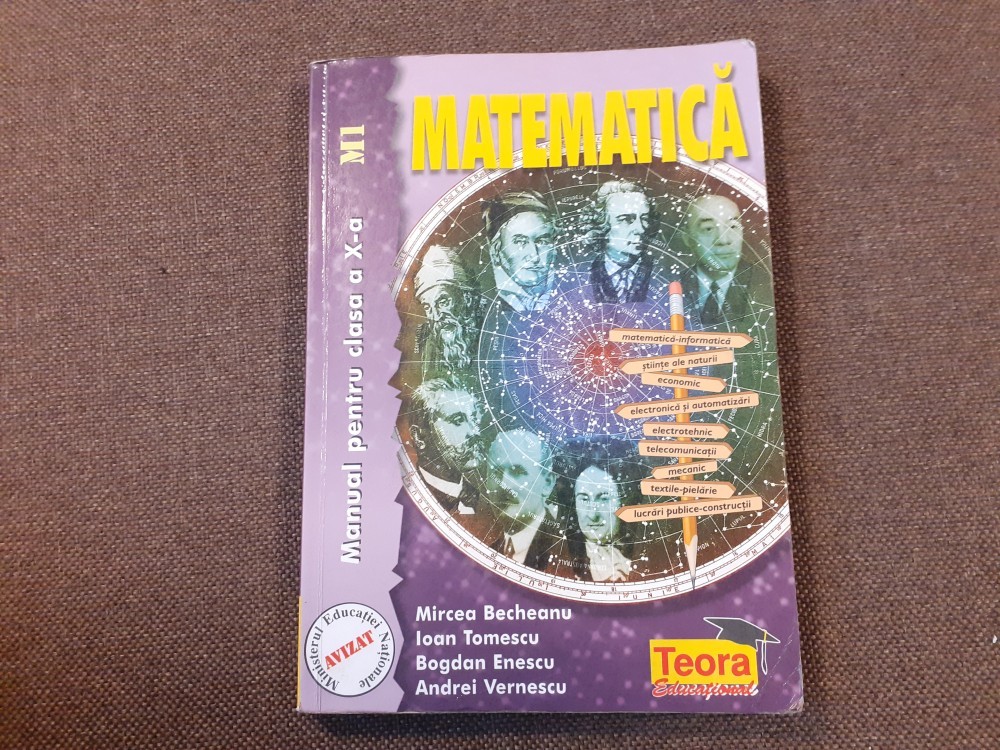 MATEMATICĂ
M1
Manual pentru clasa a X-a
matematică-informatică
științe ale naturii
economic
electronică și automatizări
electrotehnic
telecomunicații
mecanic
textile-pielărie
lucrări publice-construcții
Mircea Becheanu
Ioan Tomescu
Bogdan Enescu
Andrei Vernescu
Ministerul Educației Naționale
AVIZAT
Teora
Educațional